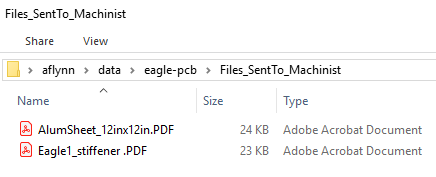 Files_SentTo_Machinist
Share View
aflynn > data > eagle-pcb > Files_SentTo_Machinist
Name Size Type
AlumSheet_12inx12in.PDF 24 KB Adobe Acrobat Document
Eagle1_stiffener .PDF 23 KB Adobe Acrobat Document